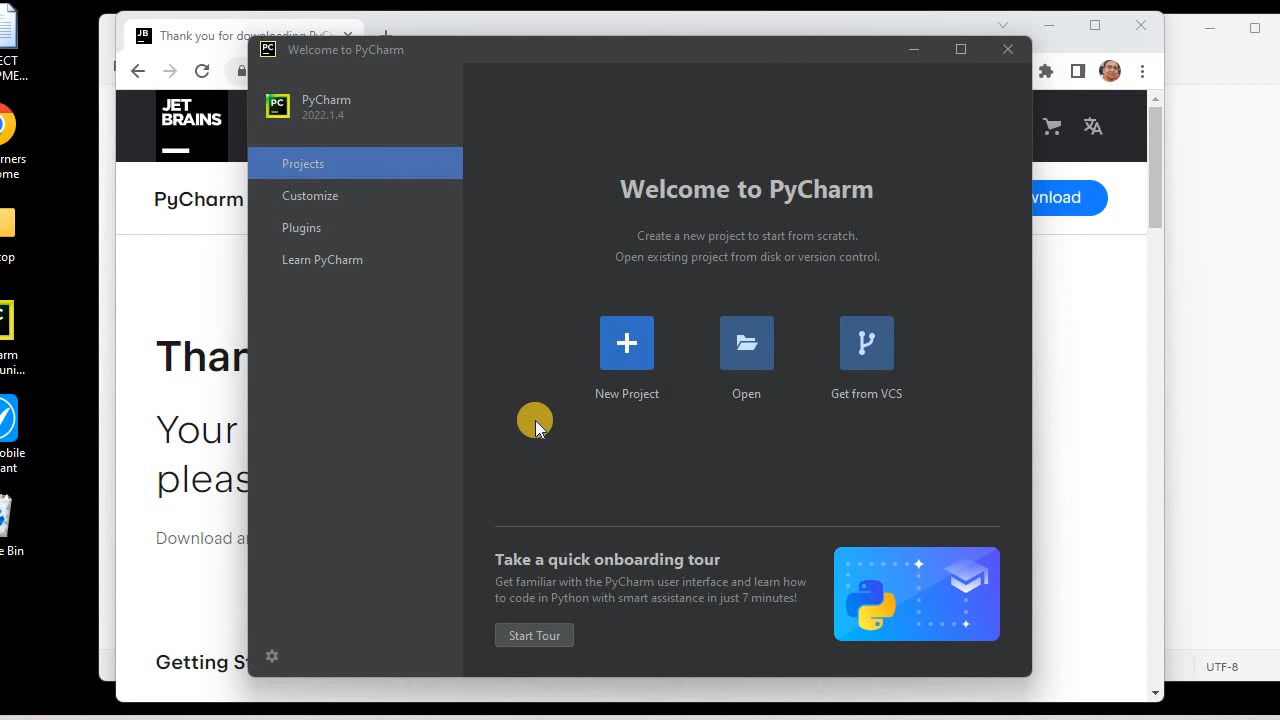 Thank you for downloading PyC
Welcome to PyCharm
PyCharm
2022.1.4
Projects
Customize
Plugins
Learn PyCharm
Welcome to PyCharm
Create a new project to start from scratch.
Open existing project from disk or version control.
New Project
Open
Get from VCS
Take a quick onboarding tour
Get familiar with the PyCharm user interface and learn how
to code in Python with smart assistance in just 7 minutes!
Start Tour
JB
PC
PC
JET
BRAINS
PyCharm
wnload
Than
Your
pleas
Download a
Getting S
UTF-8
ECT
PME...
rners
ome
top
C
arm
uni...
obile
ant
e Bin